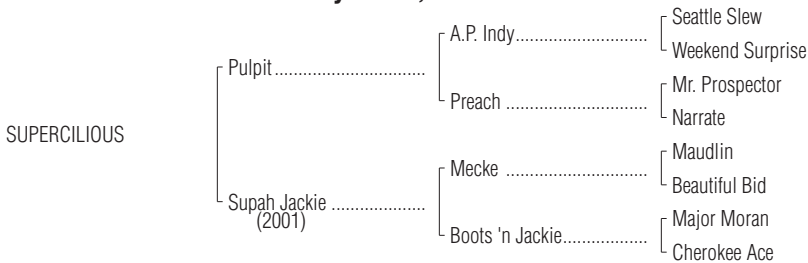 Seattle Slew
A.P. Indy
Weekend Surprise
Pulpit
Mr. Prospector
Preach
Narrate
SUPERCILIOUS
Maudlin
Mecke
Beautiful Bid
Supah Jackie
(2001)
Major Moran
Boots 'n Jackie
Cherokee Ace